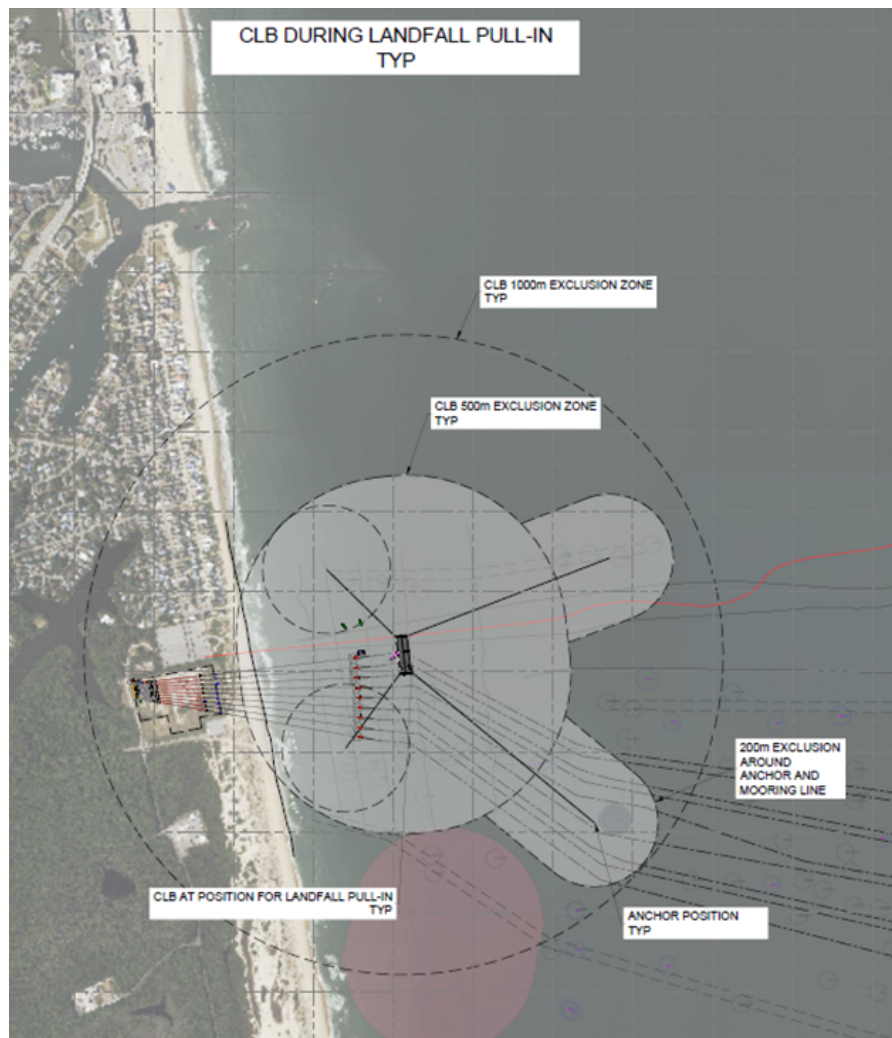 CLB DURING LANDFALL PULL-IN
TYP
CLB 1000m EXCLUSION ZONE
TYP
CLB 500m EXCLUSION ZONE
TYP
200m EXCLUSION
AROUND
ANCHOR AND
MOORING LINE
CLB AT POSITION FOR LANDFALL PULL-IN
TYP
ANCHOR POSITION
TYP